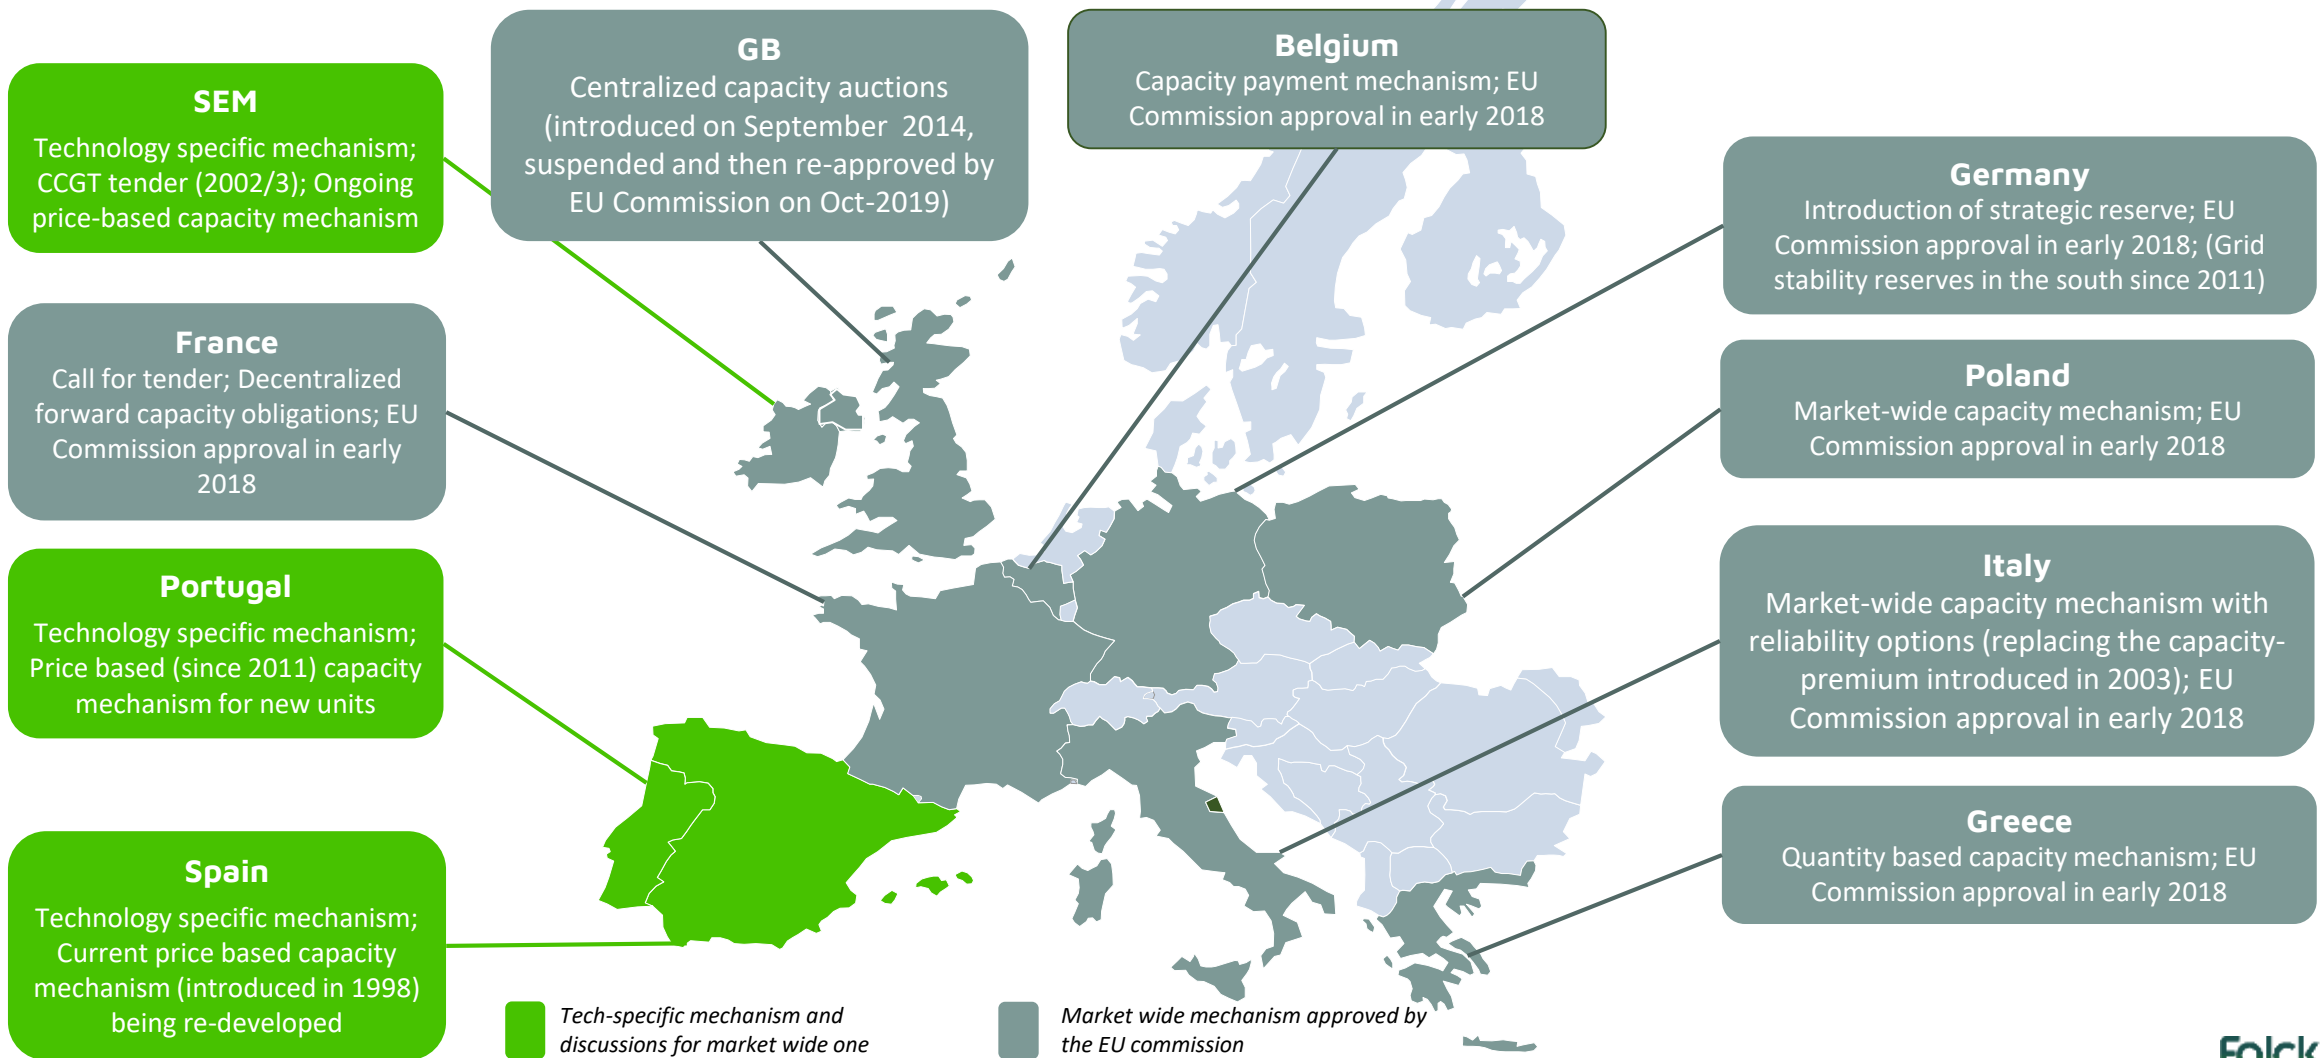 SEM
Technology specific mechanism;
CCGT tender (2002/3); Ongoing
price-based capacity mechanism
GB
Centralized capacity auctions
(introduced on September 2014,
suspended and then re-approved by
EU Commission on Oct-2019)
Belgium
Capacity payment mechanism; EU
Commission approval in early 2018
Germany
Introduction of strategic reserve; EU
Commission approval in early 2018; (Grid
stability reserves in the south since 2011)
France
Call for tender; Decentralized
forward capacity obligations; EU
Commission approval in early
2018
Poland
Market-wide capacity mechanism; EU
Commission approval in early 2018
Portugal
Technology specific mechanism;
Price based (since 2011) capacity
mechanism for new units
Italy
Market-wide capacity mechanism with
reliability options (replacing the capacity-
premium introduced in 2003); EU
Commission approval in early 2018
Spain
Technology specific mechanism;
Current price based capacity
mechanism (introduced in 1998)
being re-developed
Greece
Quantity based capacity mechanism; EU
Commission approval in early 2018
Tech-specific mechanism and
discussions for market wide one
Market wide mechanism approved by
the EU commission